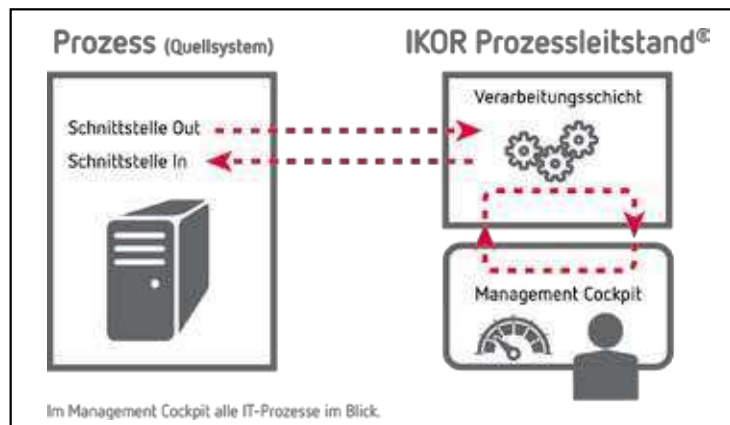 Prozess (Quellsystem)
IKOR Prozessleitstand®
Schnittstelle Out
Schnittstelle In
Verarbeitungsschicht
Management Cockpit
Im Management Cockpit alle IT-Prozesse im Blick.